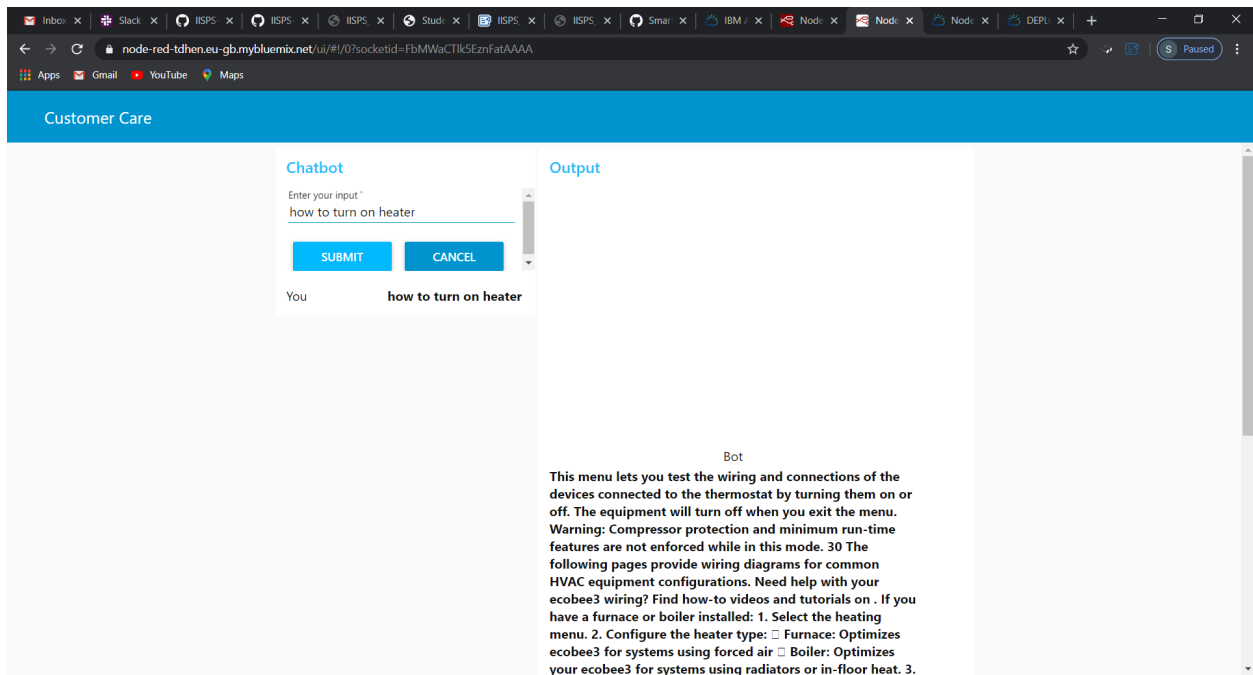 Inbox
Slack
IISPS
IISPS
IISPS
Stude
IISPS_
IISPS_
Smar
IBM /
Node
Node
Node
DEPL
node-red-tdhen.eu-gb.mybluemix.net/ui/#!/0?socketid=FbMWaCTlk5EznFatAAAA
S Paused
Apps Gmail YouTube Maps
Customer Care
Chatbot
Enter your input *
how to turn on heater
SUBMIT CANCEL
You how to turn on heater
Output
Bot
This menu lets you test the wiring and connections of the
devices connected to the thermostat by turning them on or
off. The equipment will turn off when you exit the menu.
Warning: Compressor protection and minimum run-time
features are not enforced while in this mode. 30 The
following pages provide wiring diagrams for common
HVAC equipment configurations. Need help with your
ecobee3 wiring? Find how-to videos and tutorials on . If you
have a furnace or boiler installed: 1. Select the heating
menu. 2. Configure the heater type: □ Furnace: Optimizes
ecobee3 for systems using forced air □ Boiler: Optimizes
your ecobee3 for systems using radiators or in-floor heat. 3.